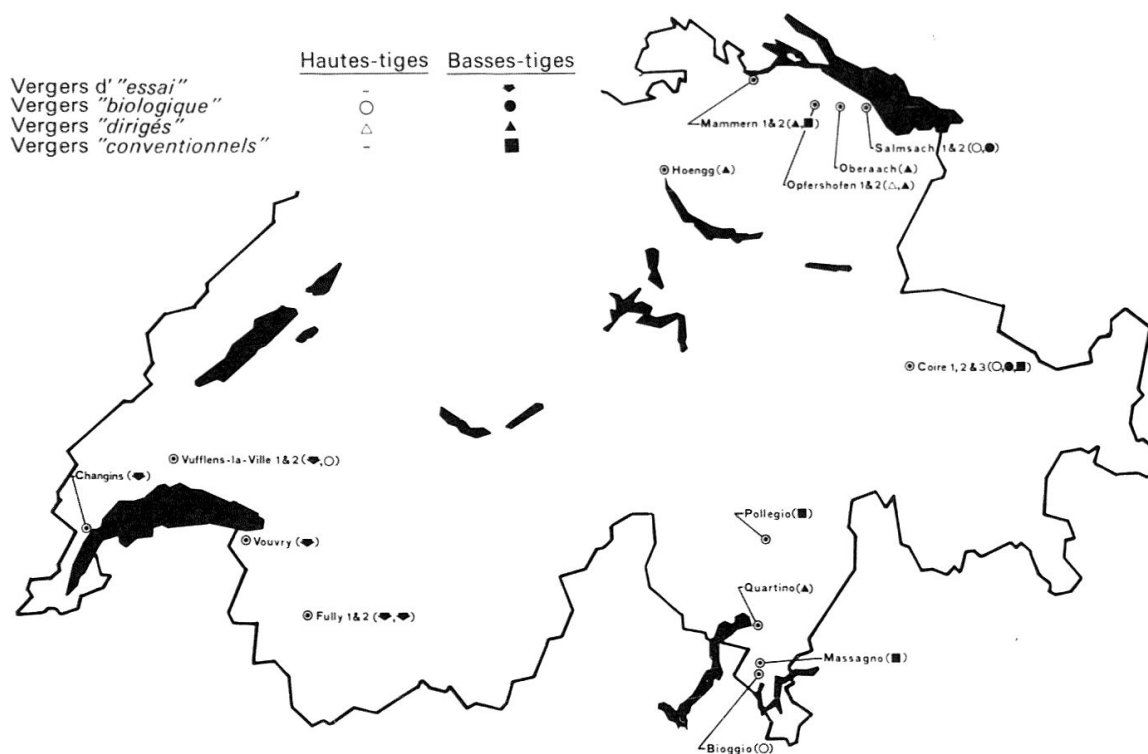 Hautes-tiges Basses-tiges
Vergers d'"essai" –
Vergers "biologique" ○ ●
Vergers "dirigés" △ ▲
Vergers "conventionnels" – ■
Mammern 1&2(▲,■)
Salmsach 1&2(○,●)
Hoengg(▲)
Oberaach(▲)
Opfershofen 1&2(△,▲)
Coire 1,2&3(○,●,■)
Vufflens-la-Ville 1&2(,○)
Changins()
Pollegio(■)
Vouvry()
Quartino(▲)
Fully 1&2(,)
Massagno(■)
Bioggio(○)